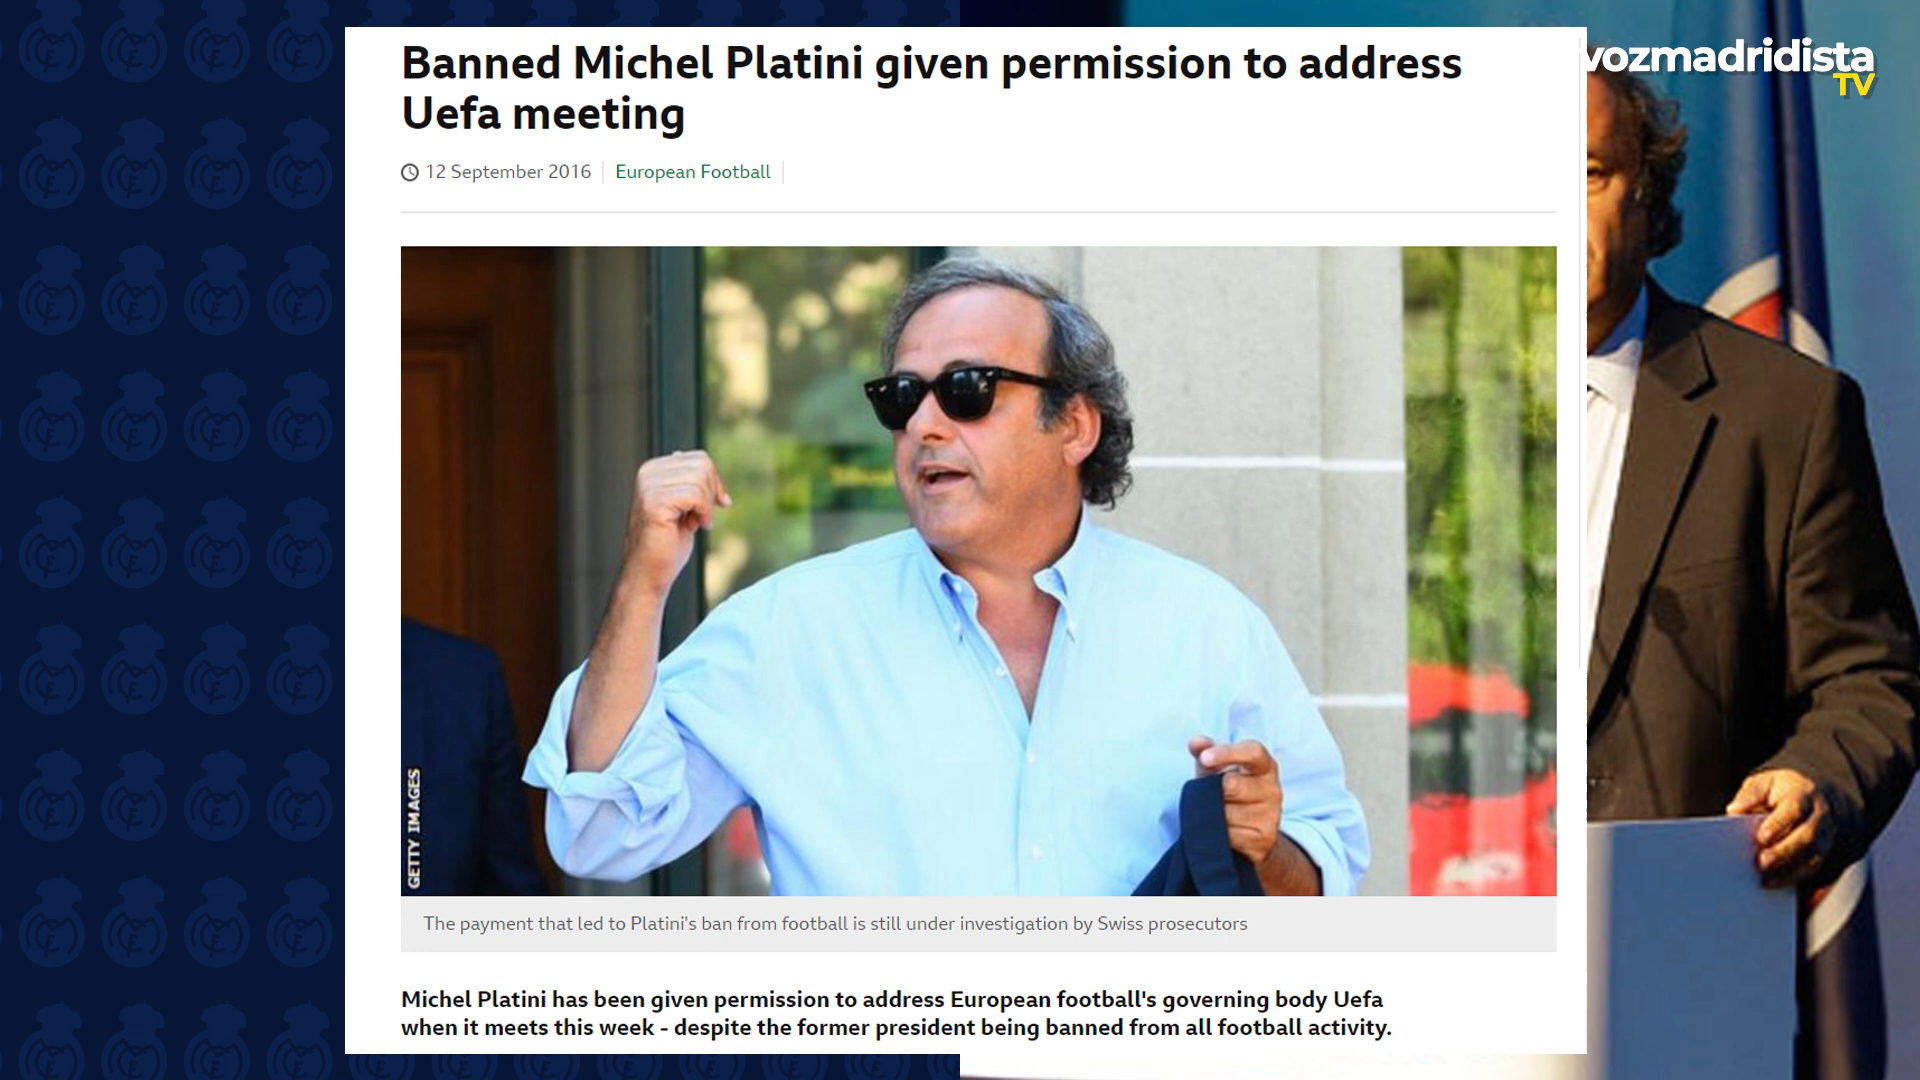 Banned Michel Platini given permission to address
Uefa meeting
vozmadridista
TV
12 September 2016
European Football
GETTY IMAGES
The payment that led to Platini's ban from football is still under investigation by Swiss prosecutors
Michel Platini has been given permission to address European football's governing body Uefa
when it meets this week - despite the former president being banned from all football activity.